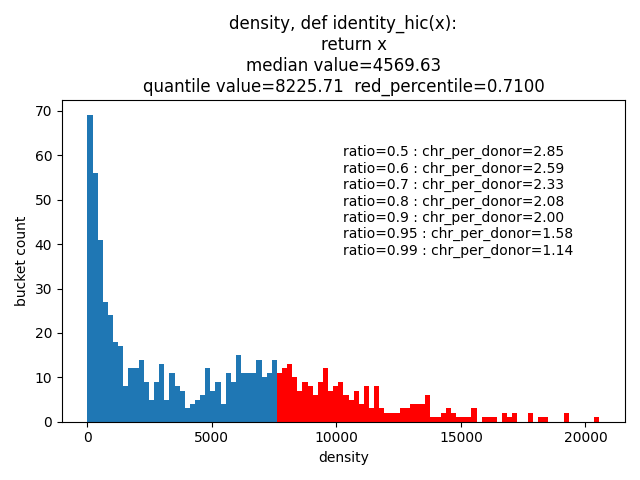 density, def identity_hic(x):
return x
median value=4569.63
quantile value=8225.71 red_percentile=0.7100
70
60
50
40
30
20
10
0
bucket count
ratio=0.5 : chr_per_donor=2.85
ratio=0.6 : chr_per_donor=2.59
ratio=0.7 : chr_per_donor=2.33
ratio=0.8 : chr_per_donor=2.08
ratio=0.9 : chr_per_donor=2.00
ratio=0.95 : chr_per_donor=1.58
ratio=0.99 : chr_per_donor=1.14
0 5000 10000 15000 20000
density